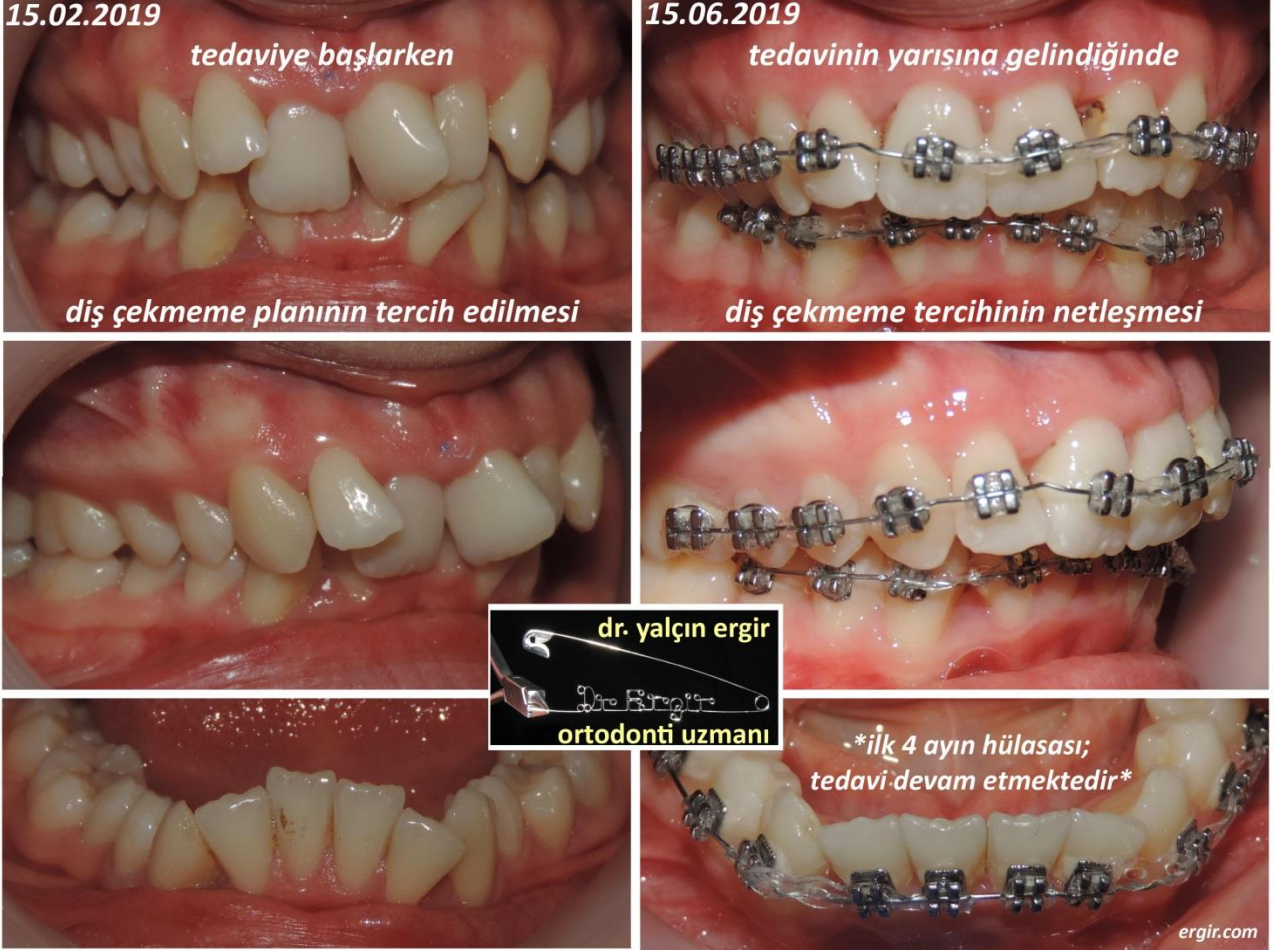 15.02.2019
tedaviye başlarken
diş çekmeme planının tercih edilmesi
15.06.2019
tedavinin yarısına gelindiğinde
diş çekmeme tercihinin netleşmesi
dr. yalçın ergir
Dr Ergir
ortodonti uzmanı
*ilk 4 ayın hülasası;
tedavi devam etmektedir*
ergir.com